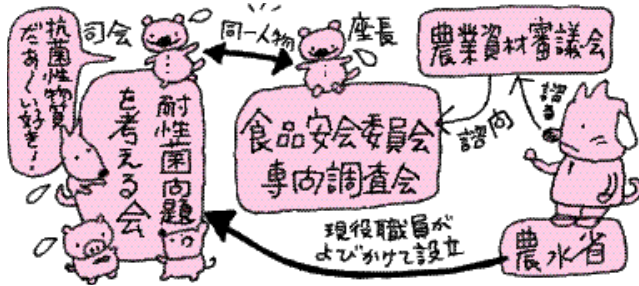 抗菌性物質
だぁ〜い好き!
司会
同一人物
座長
農業資材審議会
諮る
諮問
耐性菌問題
を考える会
食品安会委員会
専門調査会
現役職員が
よびかけて設立
農水省